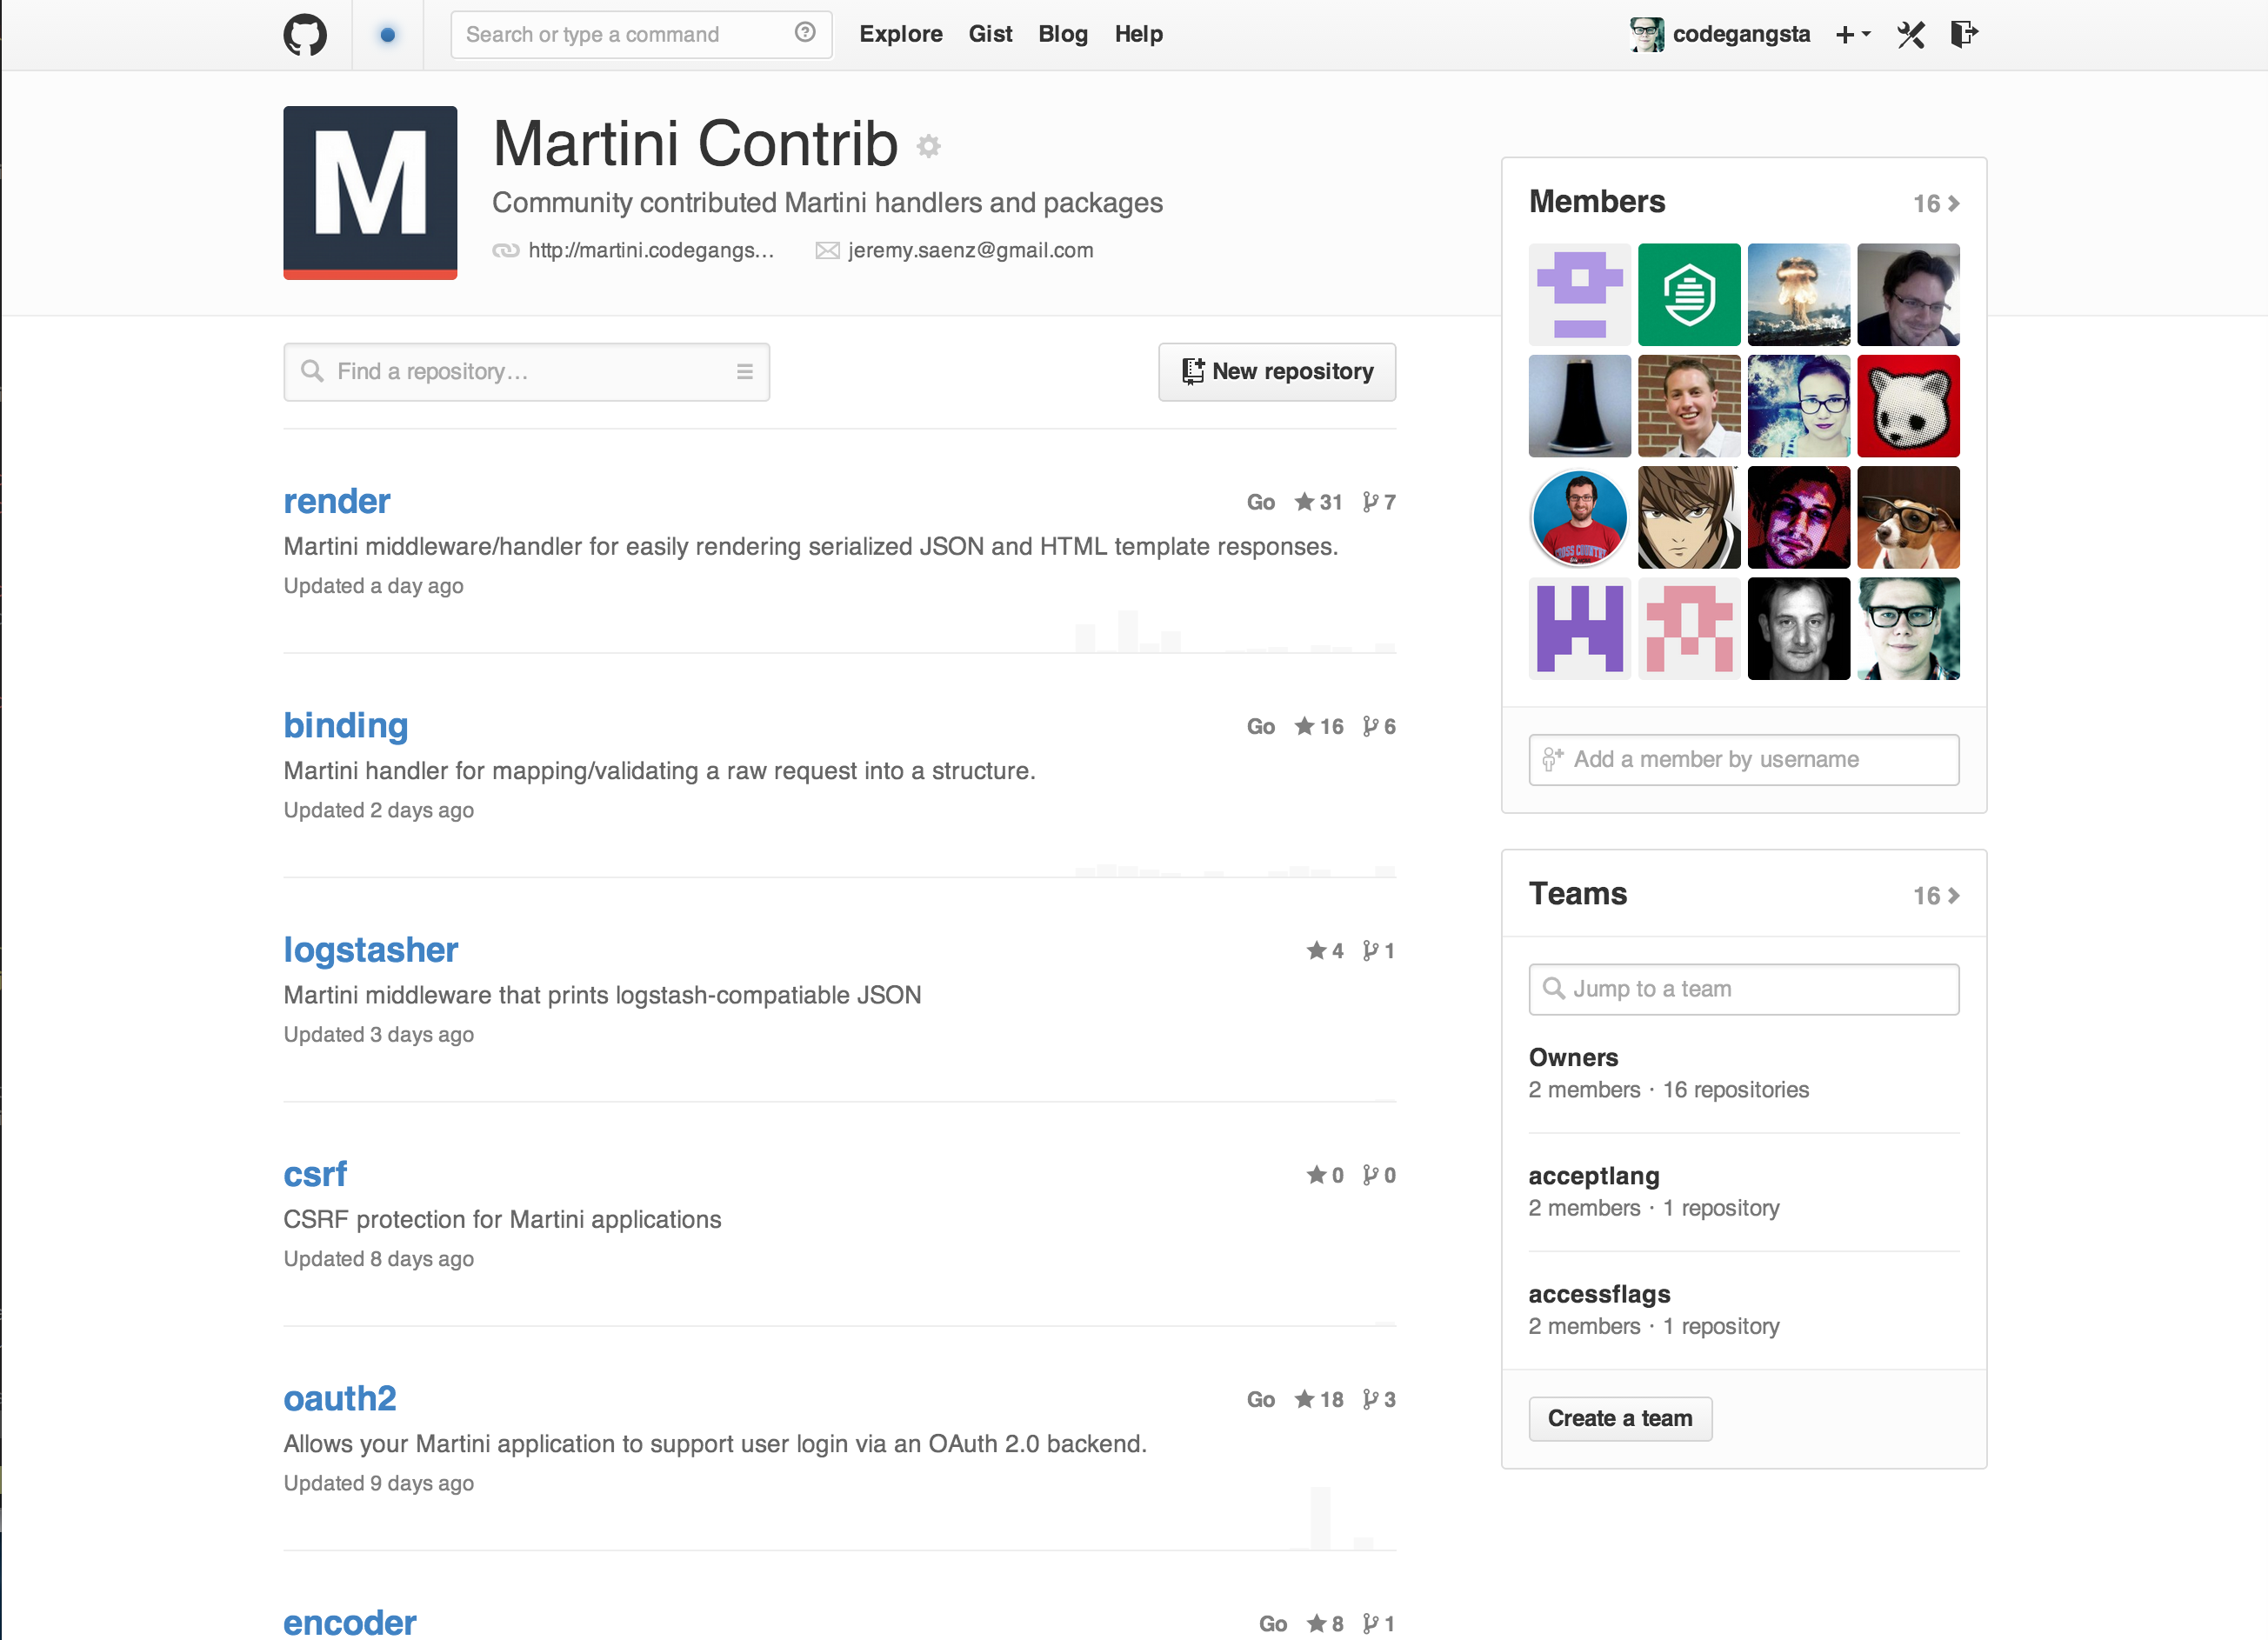 Search or type a command
Explore Gist Blog Help
codegangsta
M
Martini Contrib
Community contributed Martini handlers and packages
http://martini.codegangs… jeremy.saenz@gmail.com
Find a repository…
New repository
render
Go 31 7
Martini middleware/handler for easily rendering serialized JSON and HTML template responses.
Updated a day ago
binding
Go 16 6
Martini handler for mapping/validating a raw request into a structure.
Updated 2 days ago
logstasher
4 1
Martini middleware that prints logstash-compatiable JSON
Updated 3 days ago
csrf
0 0
CSRF protection for Martini applications
Updated 8 days ago
oauth2
Go 18 3
Allows your Martini application to support user login via an OAuth 2.0 backend.
Updated 9 days ago
encoder
Go 8 1
Members
16
CROSS COUNTRY
Add a member by username
Teams
16
Jump to a team
Owners
2 members · 16 repositories
acceptlang
2 members · 1 repository
accessflags
2 members · 1 repository
Create a team